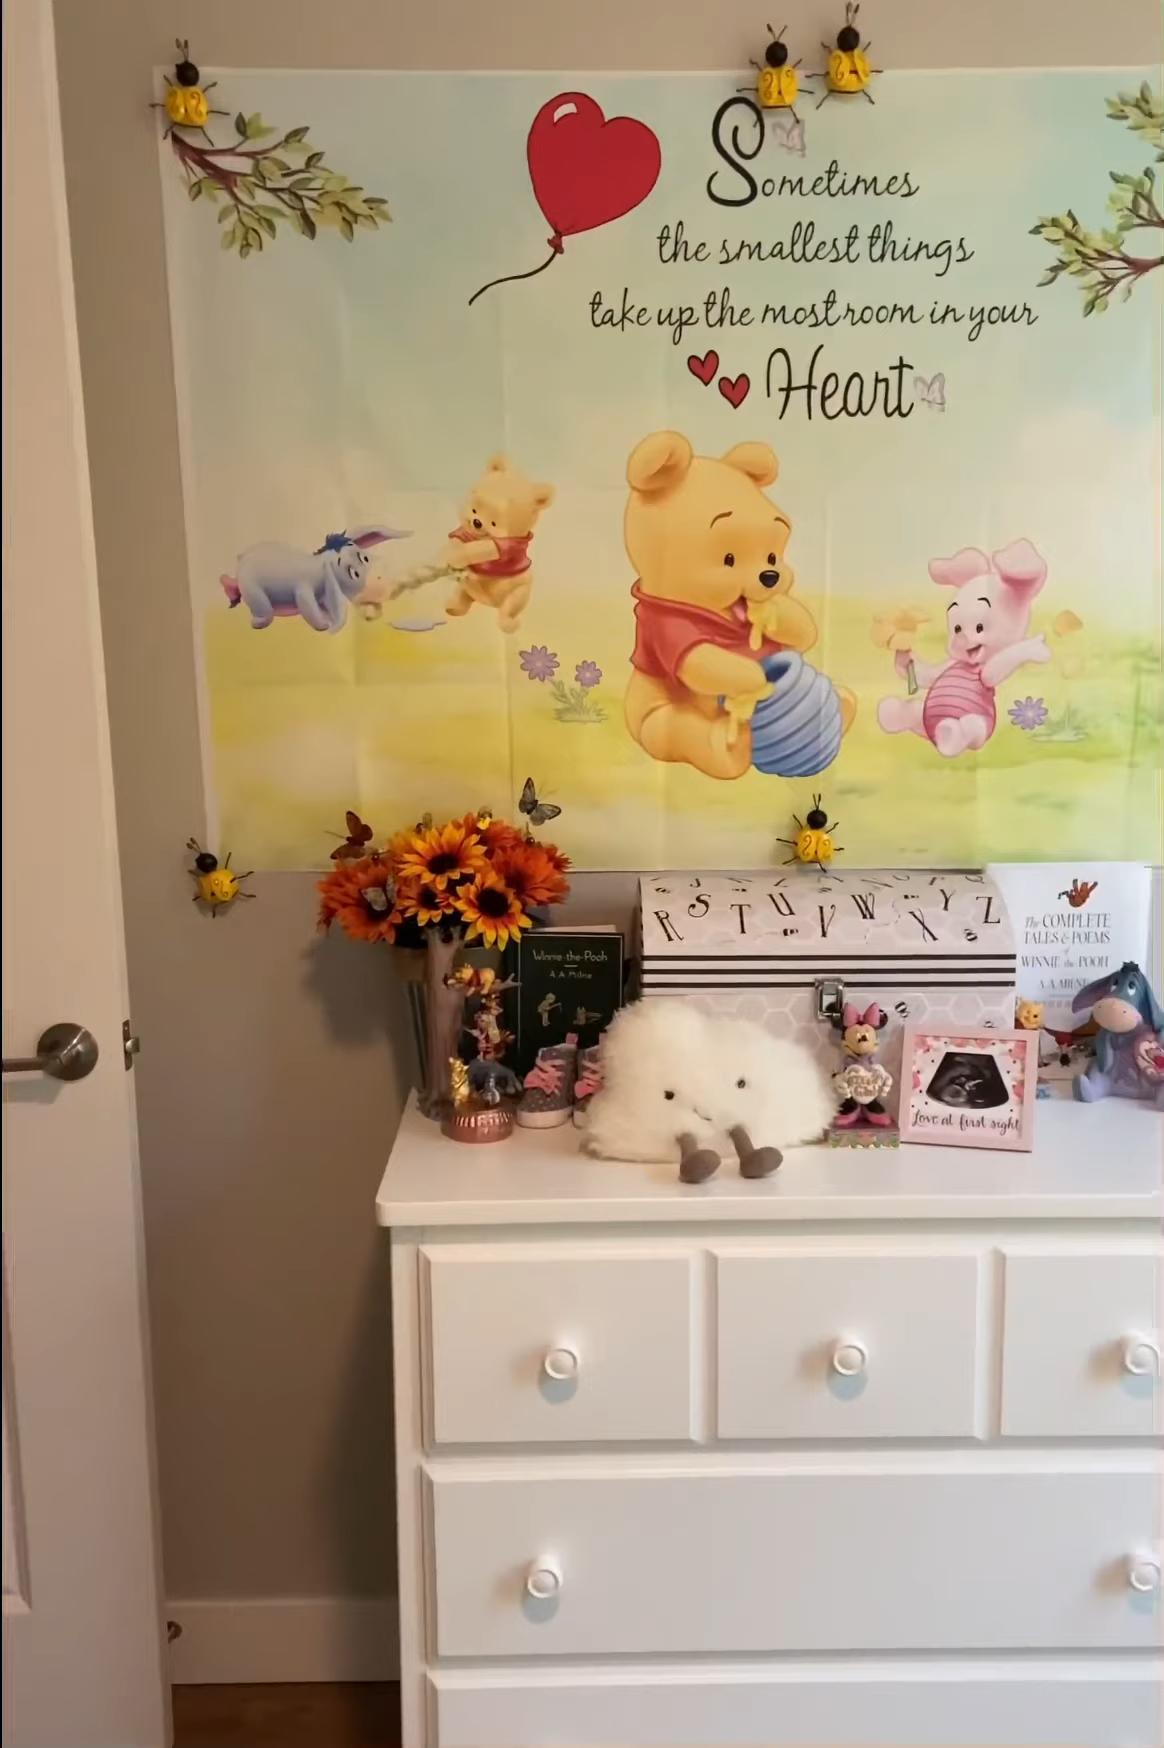 Sometimes
the smallest things
take up the most room in your
Heart
R S T U V W X Y Z
Winnie-the-Pooh
A. A. Milne
The COMPLETE
TALES & POEMS
of
WINNIE the POOH
A. A. MILNE
Love at first sight